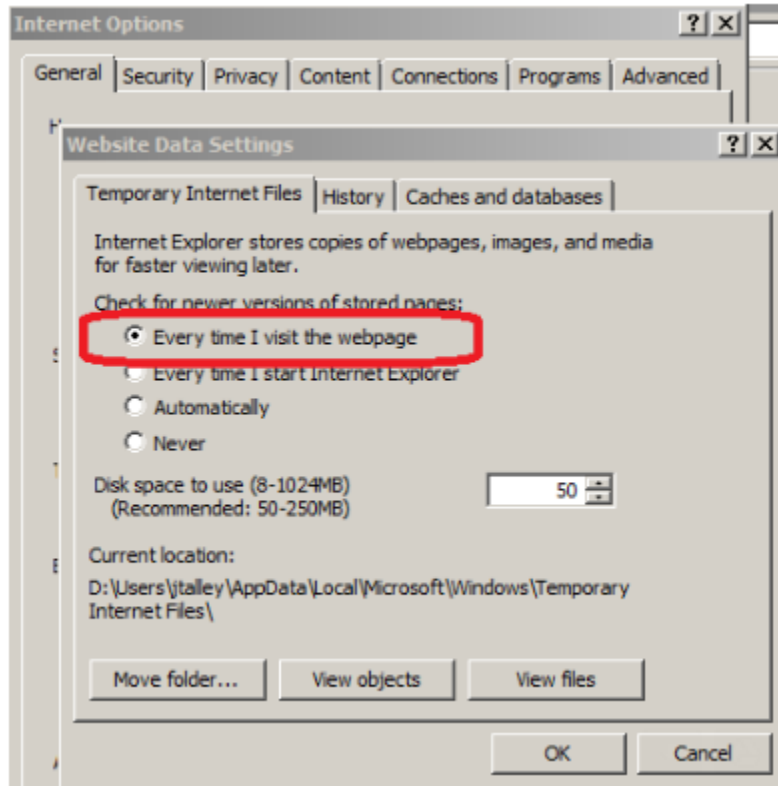 Internet Options
General Security Privacy Content Connections Programs Advanced
Website Data Settings
Temporary Internet Files History Caches and databases
Internet Explorer stores copies of webpages, images, and media
for faster viewing later.
Check for newer versions of stored pages:
Every time I visit the webpage
Every time I start Internet Explorer
Automatically
Never
Disk space to use (8-1024MB) 50
(Recommended: 50-250MB)
Current location:
D:\Users\jtalley\AppData\Local\Microsoft\Windows\Temporary
Internet Files\
Move folder... View objects View files
OK Cancel